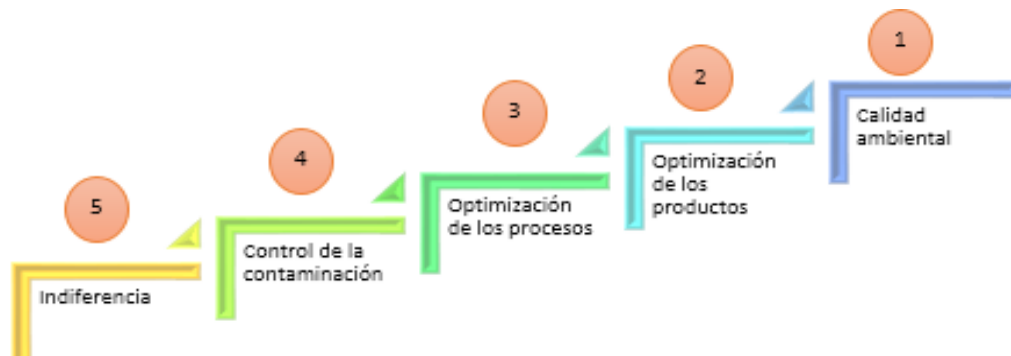 1
Calidad
ambiental
2
Optimización
de los
productos
3
Optimización
de los procesos
4
Control de la
contaminación
5
Indiferencia